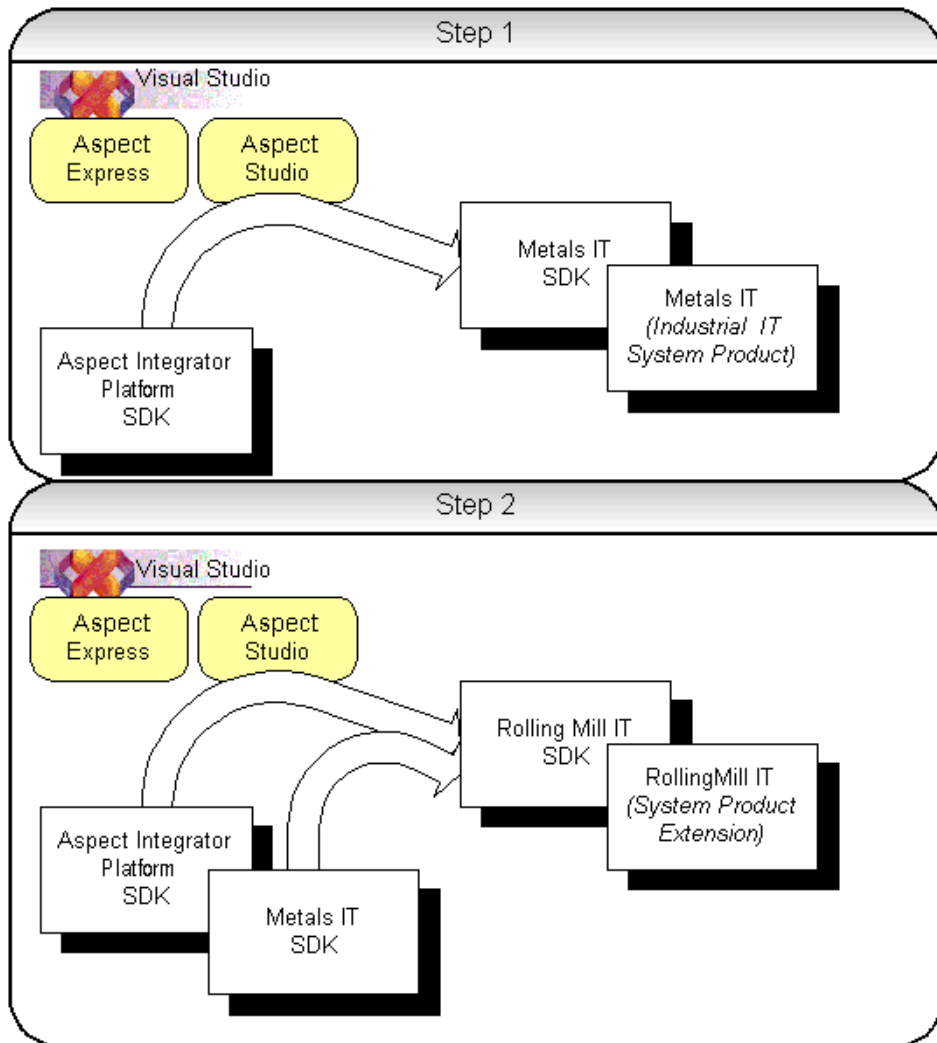 Step 1
Visual Studio
Aspect
Express
Aspect
Studio
Metals IT
SDK
Metals IT
(Industrial IT
System Product)
Aspect Integrator
Platform
SDK
Step 2
Visual Studio
Aspect
Express
Aspect
Studio
Rolling Mill IT
SDK
RollingMill IT
(System Product
Extension)
Aspect Integrator
Platform
SDK
Metals IT
SDK